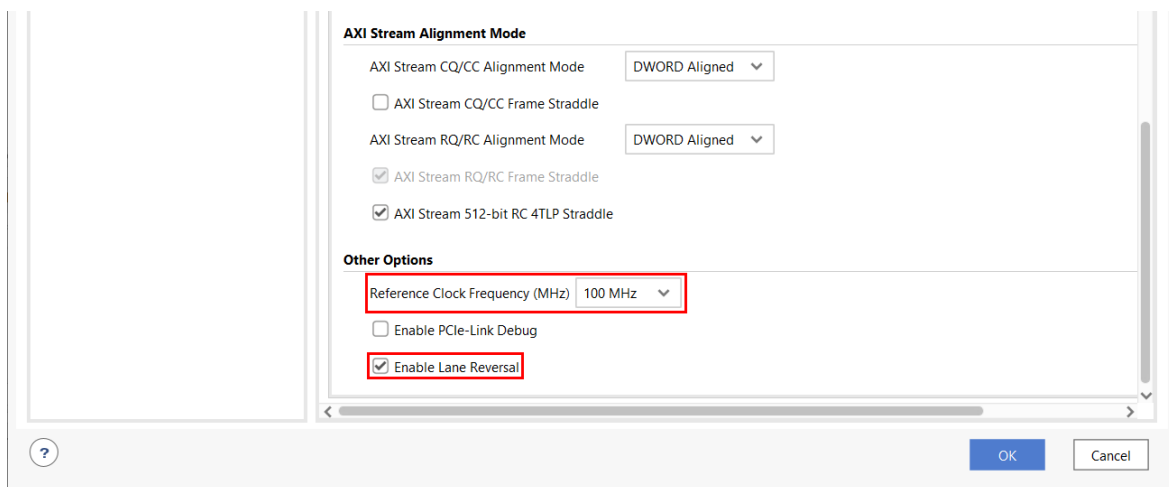 AXI Stream Alignment Mode
AXI Stream CQ/CC Alignment Mode DWORD Aligned
AXI Stream CQ/CC Frame Straddle
AXI Stream RQ/RC Alignment Mode DWORD Aligned
AXI Stream RQ/RC Frame Straddle
AXI Stream 512-bit RC 4TLP Straddle
Other Options
Reference Clock Frequency (MHz) 100 MHz
Enable PCIe-Link Debug
Enable Lane Reversal
? OK Cancel